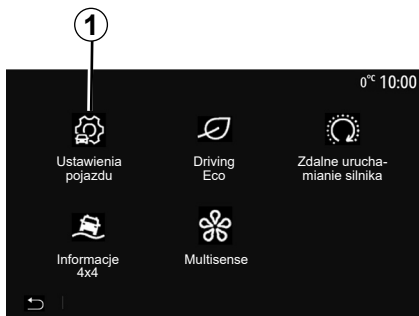 1
0°C 10:00
Ustawienia
pojazdu
Driving
Eco
Zdalne urucha-
mianie silnika
Informacje
4x4
Multisense